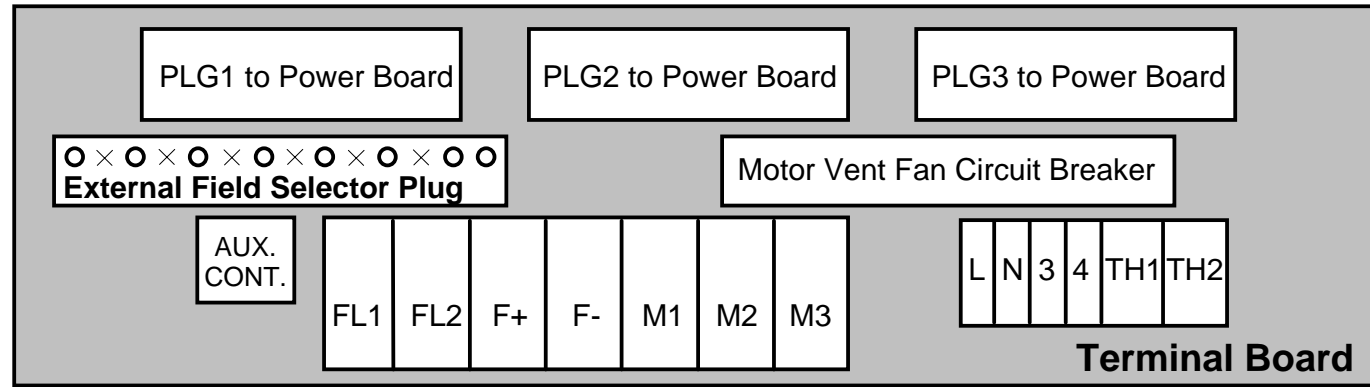 PLG1 to Power Board
PLG2 to Power Board
PLG3 to Power Board
External Field Selector Plug
Motor Vent Fan Circuit Breaker
AUX.
CONT.
FL1 FL2 F+ F- M1 M2 M3
L N 3 4 TH1 TH2
Terminal Board